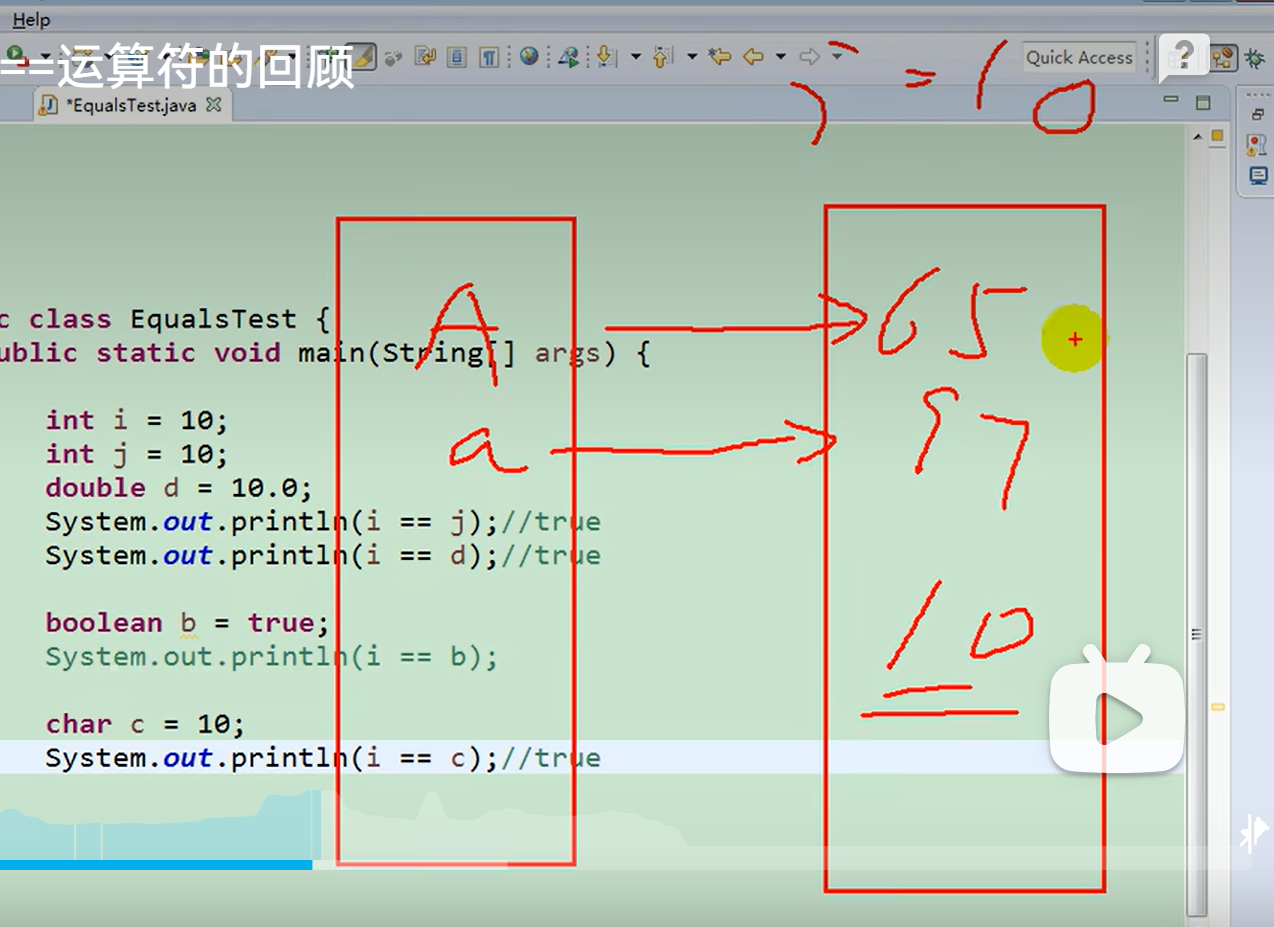 Help
==运算符的回顾
Quick Access
*EqualsTest.java
= 10
c class EqualsTest {
ublic static void main(String[] args) {
int i = 10;
int j = 10;
double d = 10.0;
System.out.println(i == j);//true
System.out.println(i == d);//true
boolean b = true;
System.out.println(i == b);
char c = 10;
System.out.println(i == c);//true
A 65
a 97
10